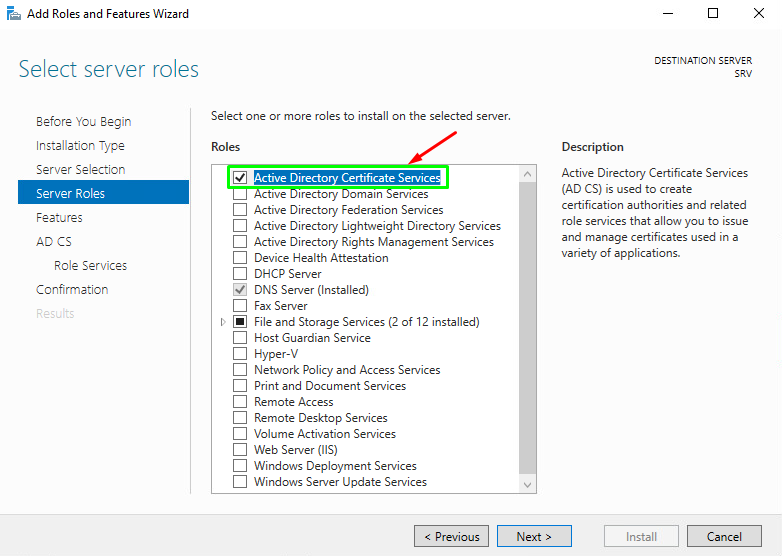 Add Roles and Features Wizard
Select server roles
DESTINATION SERVER
SRV
Before You Begin
Installation Type
Server Selection
Server Roles
Features
AD CS
Role Services
Confirmation
Results
Select one or more roles to install on the selected server.
Roles
Active Directory Certificate Services
Active Directory Domain Services
Active Directory Federation Services
Active Directory Lightweight Directory Services
Active Directory Rights Management Services
Device Health Attestation
DHCP Server
DNS Server (Installed)
Fax Server
File and Storage Services (2 of 12 installed)
Host Guardian Service
Hyper-V
Network Policy and Access Services
Print and Document Services
Remote Access
Remote Desktop Services
Volume Activation Services
Web Server (IIS)
Windows Deployment Services
Windows Server Update Services
Description
Active Directory Certificate Services
(AD CS) is used to create
certification authorities and related
role services that allow you to issue
and manage certificates used in a
variety of applications.
< Previous
Next >
Install
Cancel